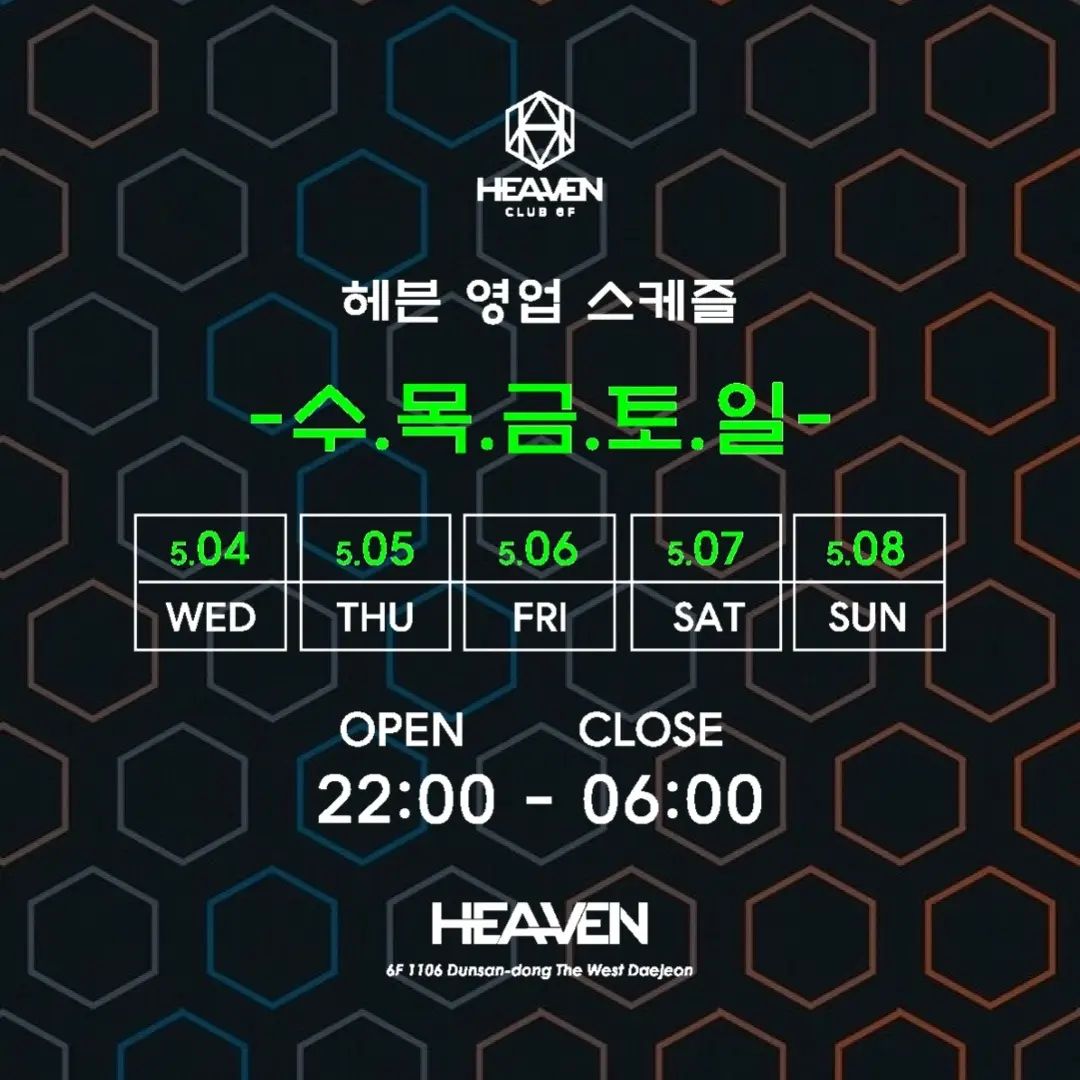 HEAVEN
CLUB 6F
헤븐 영업 스케즐
-수.목.금.토.일-
5.04 5.05 5.06 5.07 5.08
WED THU FRI SAT SUN
OPEN CLOSE
22:00 - 06:00
HEAVEN
6F 1106 Dunsan-dong The West Daejeon